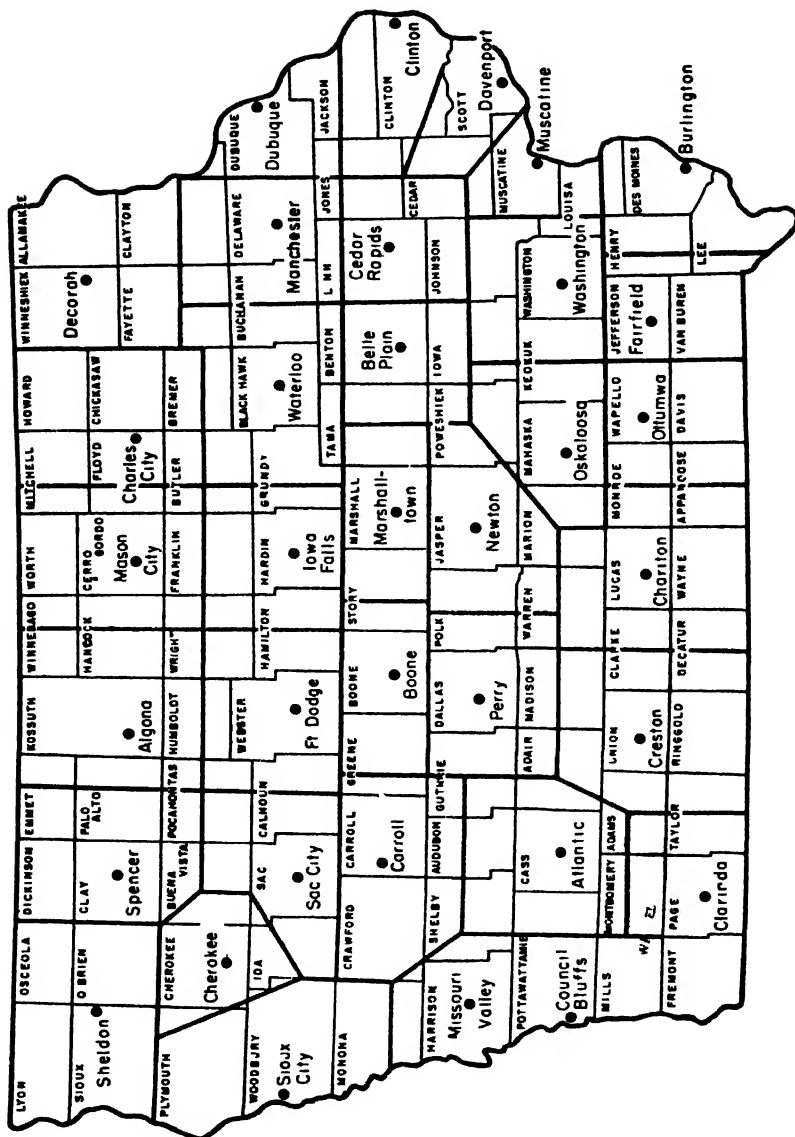 LYON
OSCEOLA
DICKINSON
EMMET
KOSSUTH
WINNEBAGO
WORTH
MITCHELL
HOWARD
WINNESHIEK
ALLAMAKEE
SIOUX
Sheldon
O BRIEN
CLAY
Spencer
PALO
ALTO
Algona
HANCOCK
CERRO
GORDO
Mason
City
FLOYD
Charles
City
CHICKASAW
Decorah
FAYETTE
CLAYTON
PLYMOUTH
CHEROKEE
Cherokee
BUENA
VISTA
POCAHONTAS
HUMBOLDT
WRIGHT
FRANKLIN
BUTLER
BREMER
WOODBURY
Sioux
City
IDA
SAC
Sac City
CALHOUN
WEBSTER
Ft Dodge
HAMILTON
HARDIN
Iowa
Falls
GRUNDY
BLACK HAWK
Waterloo
BUCHANAN
DELAWARE
Manchester
DUBUQUE
Dubuque
MONONA
CRAWFORD
CARROLL
Carroll
GREENE
BOONE
Boone
STORY
MARSHALL
Marshall-
town
TAMA
BENTON
Belle
Plain
LINN
Cedar
Rapids
JONES
JACKSON
CLINTON
Clinton
CEDAR
SCOTT
Davenport
HARRISON
Missouri
Valley
SHELBY
AUDUBON
GUTHRIE
DALLAS
Perry
POLK
JASPER
Newton
POWESHIEK
IOWA
JOHNSON
MUSCATINE
Muscatine
POTTAWATTAMIE
Council
Bluffs
CASS
Atlantic
ADAIR
MADISON
WARREN
MARION
MAHASKA
Oskaloosa
KEOKUK
WASHINGTON
Washington
LOUISA
MILLS
MONTGOMERY
ADAMS
UNION
Creston
CLARKE
LUCAS
Chariton
MONROE
WAPELLO
Ottumwa
JEFFERSON
Fairfield
HENRY
DES MOINES
Burlington
FREMONT
PAGE
Clarinda
TAYLOR
RINGGOLD
DECATUR
WAYNE
APPANOOSE
DAVIS
VAN BUREN
LEE